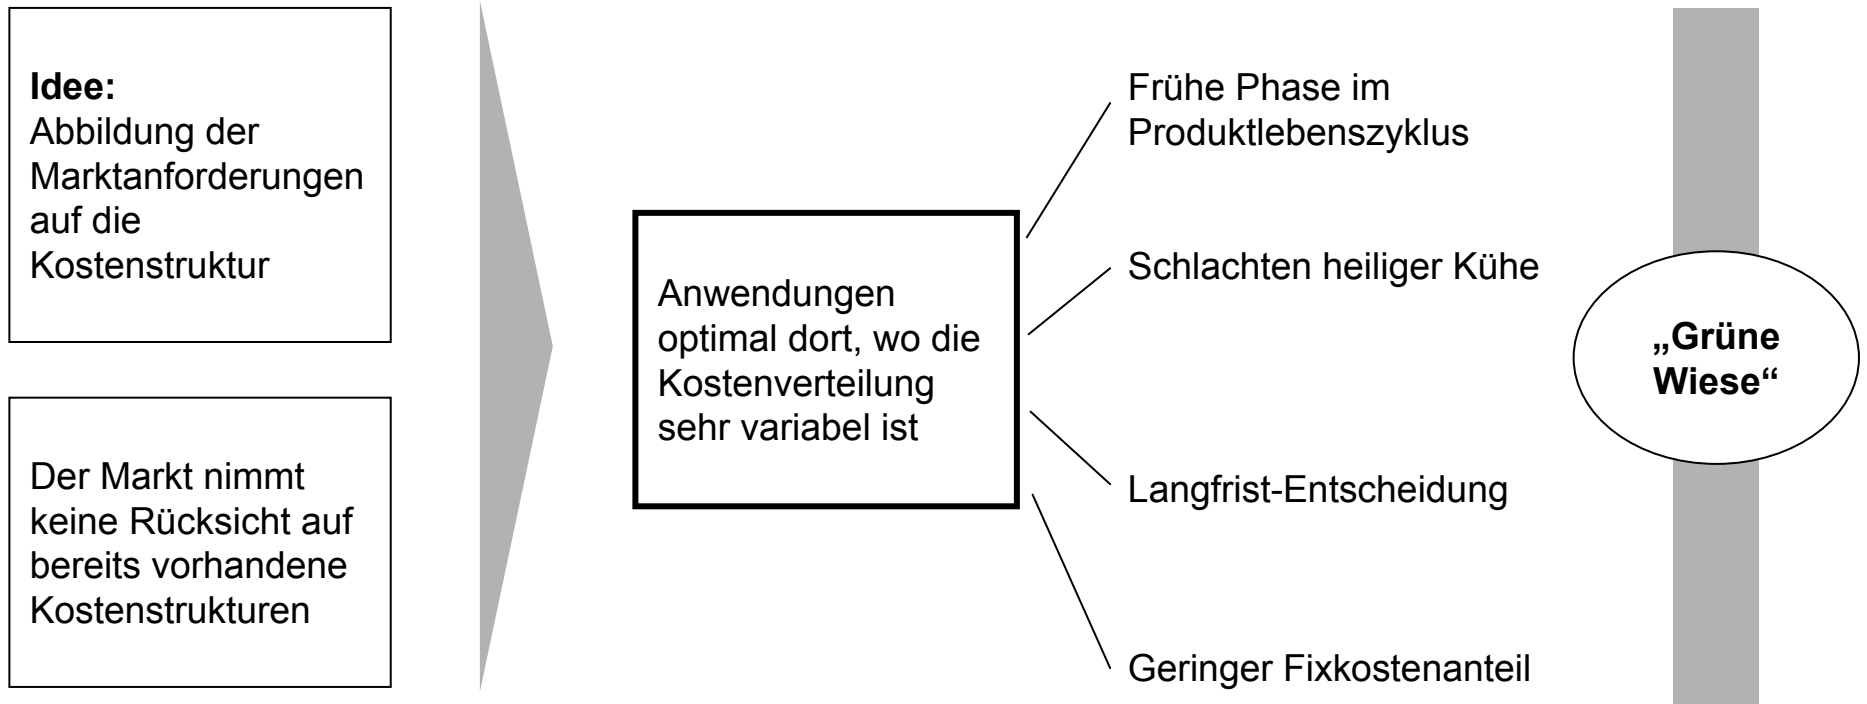 Idee:
Abbildung der
Marktanforderungen
auf die
Kostenstruktur
Der Markt nimmt
keine Rücksicht auf
bereits vorhandene
Kostenstrukturen
Anwendungen
optimal dort, wo die
Kostenverteilung
sehr variabel ist
Frühe Phase im
Produktlebenszyklus
Schlachten heiliger Kühe
Langfrist-Entscheidung
Geringer Fixkostenanteil
„Grüne
Wiese“